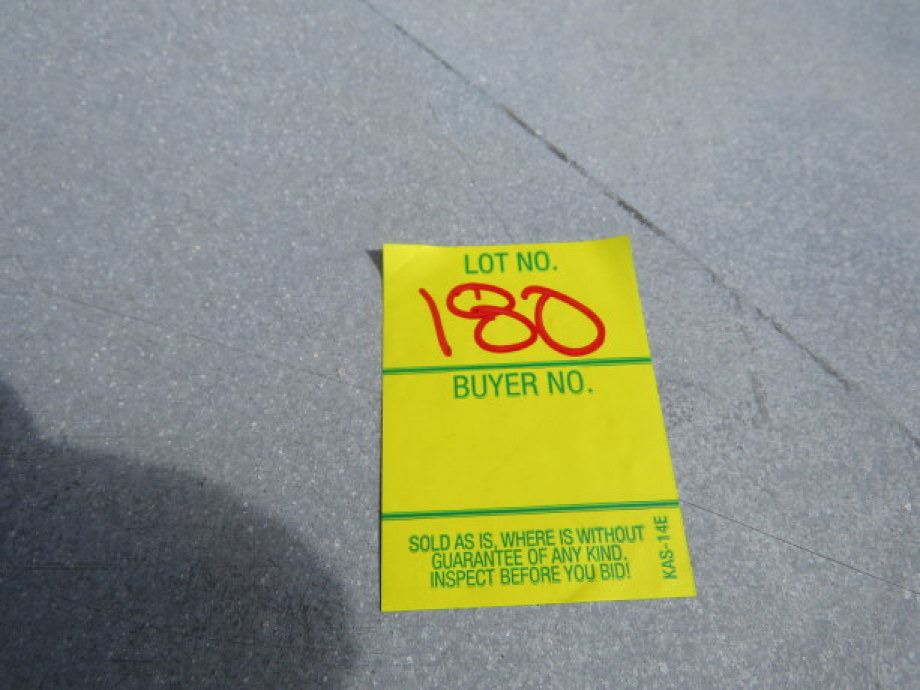 LOT NO.
180
BUYER NO.
SOLD AS IS, WHERE IS WITHOUT
GUARANTEE OF ANY KIND.
INSPECT BEFORE YOU BID!
KAS-14E